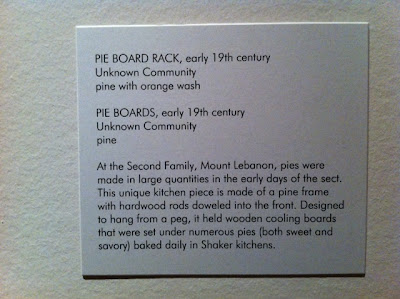 PIE BOARD RACK, early 19th century
Unknown Community
pine with orange wash
PIE BOARDS, early 19th century
Unknown Community
pine
At the Second Family, Mount Lebanon, pies were
made in large quantities in the early days of the sect.
This unique kitchen piece is made of a pine frame
with hardwood rods doweled into the front. Designed
to hang from a peg, it held wooden cooling boards
that were set under numerous pies (both sweet and
savory) baked daily in Shaker kitchens.